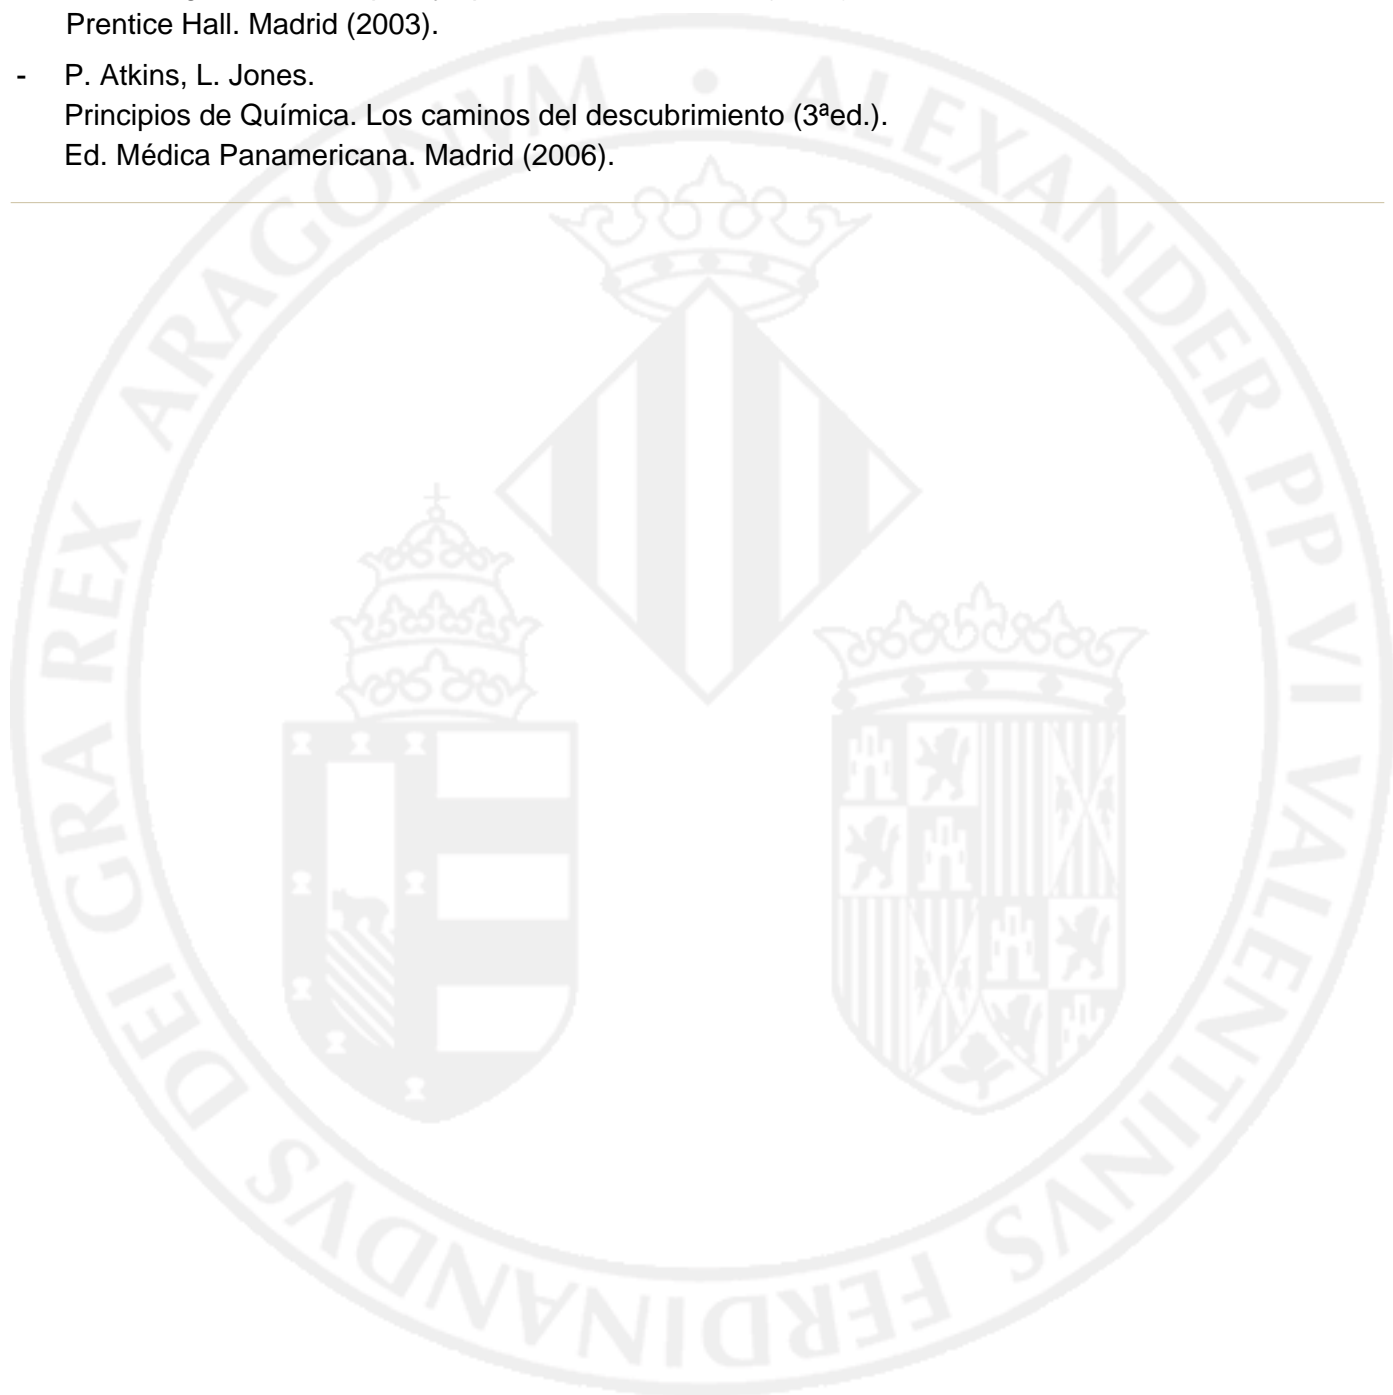 Prentice Hall. Madrid (2003).
- P. Atkins, L. Jones.
Principios de Química. Los caminos del descubrimiento (3ªed.).
Ed. Médica Panamericana. Madrid (2006).
ARAGONVM • ALEXANDER PP VI VALENTINVS FERDINANDVS DEI GRA REX